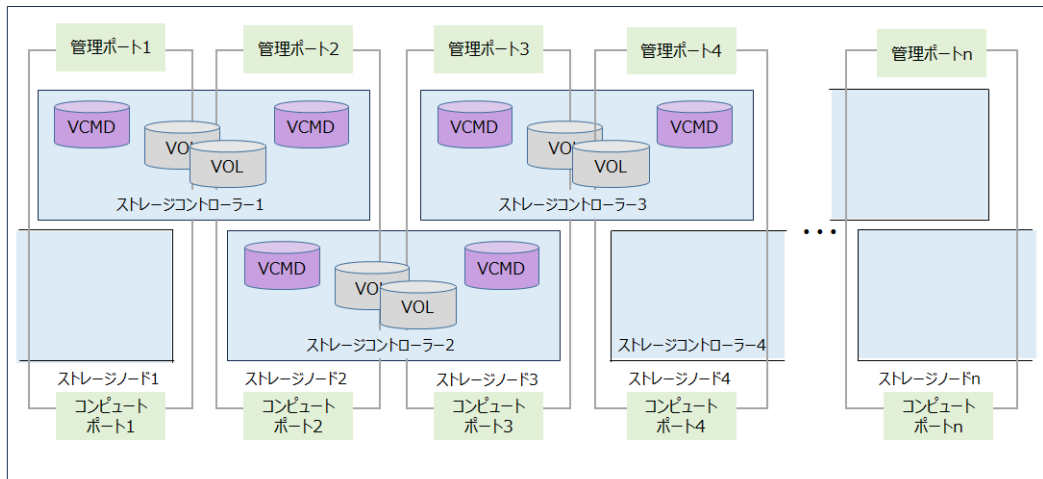 管理ポート1
管理ポート2
管理ポート3
管理ポート4
管理ポートn
VCMD
VCMD
VOL
VOL
ストレージコントローラー1
VCMD
VCMD
VOL
VOL
ストレージコントローラー3
・・・
VCMD
VCMD
VOL
VOL
ストレージコントローラー2
ストレージコントローラー4
ストレージノード1
ストレージノード2
ストレージノード3
ストレージノード4
ストレージノードn
コンピュート
ポート1
コンピュート
ポート2
コンピュート
ポート3
コンピュート
ポート4
コンピュート
ポートn